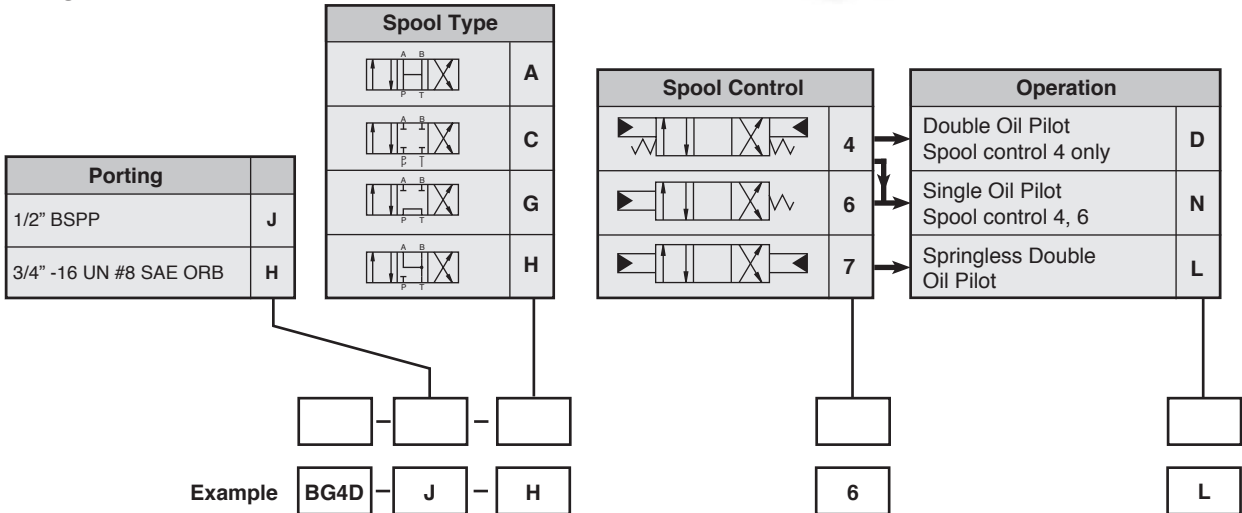 Spool Type
A B
P T
A
A B
P T
C
A B
P T
G
A B
P T
H
Porting
1/2” BSPP J
3/4” -16 UN #8 SAE ORB H
Spool Control
4
6
7
Operation
Double Oil Pilot
Spool control 4 only
D
Single Oil Pilot
Spool control 4, 6
N
Springless Double
Oil Pilot
L
– –
Example BG4D – J – H 6 L